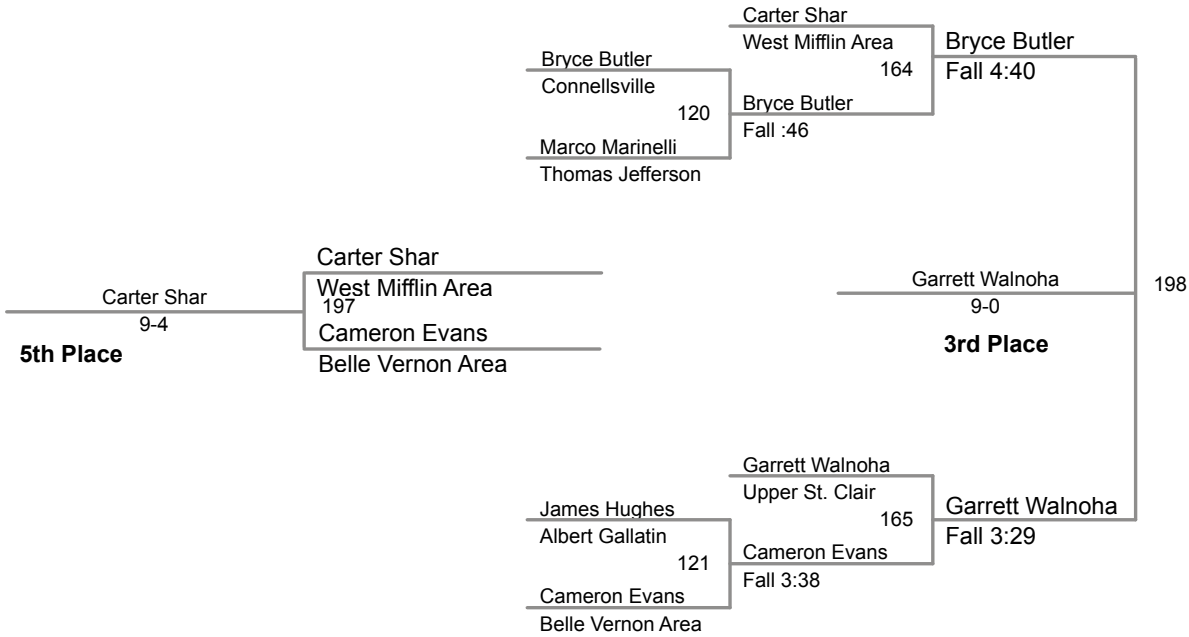 Carter Shar
West Mifflin Area
164
Bryce Butler
Fall 4:40
Bryce Butler
Connellsville
120
Bryce Butler
Fall :46
Marco Marinelli
Thomas Jefferson
Carter Shar
West Mifflin Area
197
Cameron Evans
Belle Vernon Area
Carter Shar
9-4
5th Place
Garrett Walnoha
9-0
3rd Place
198
Garrett Walnoha
Upper St. Clair
165
Garrett Walnoha
Fall 3:29
James Hughes
Albert Gallatin
121
Cameron Evans
Fall 3:38
Cameron Evans
Belle Vernon Area